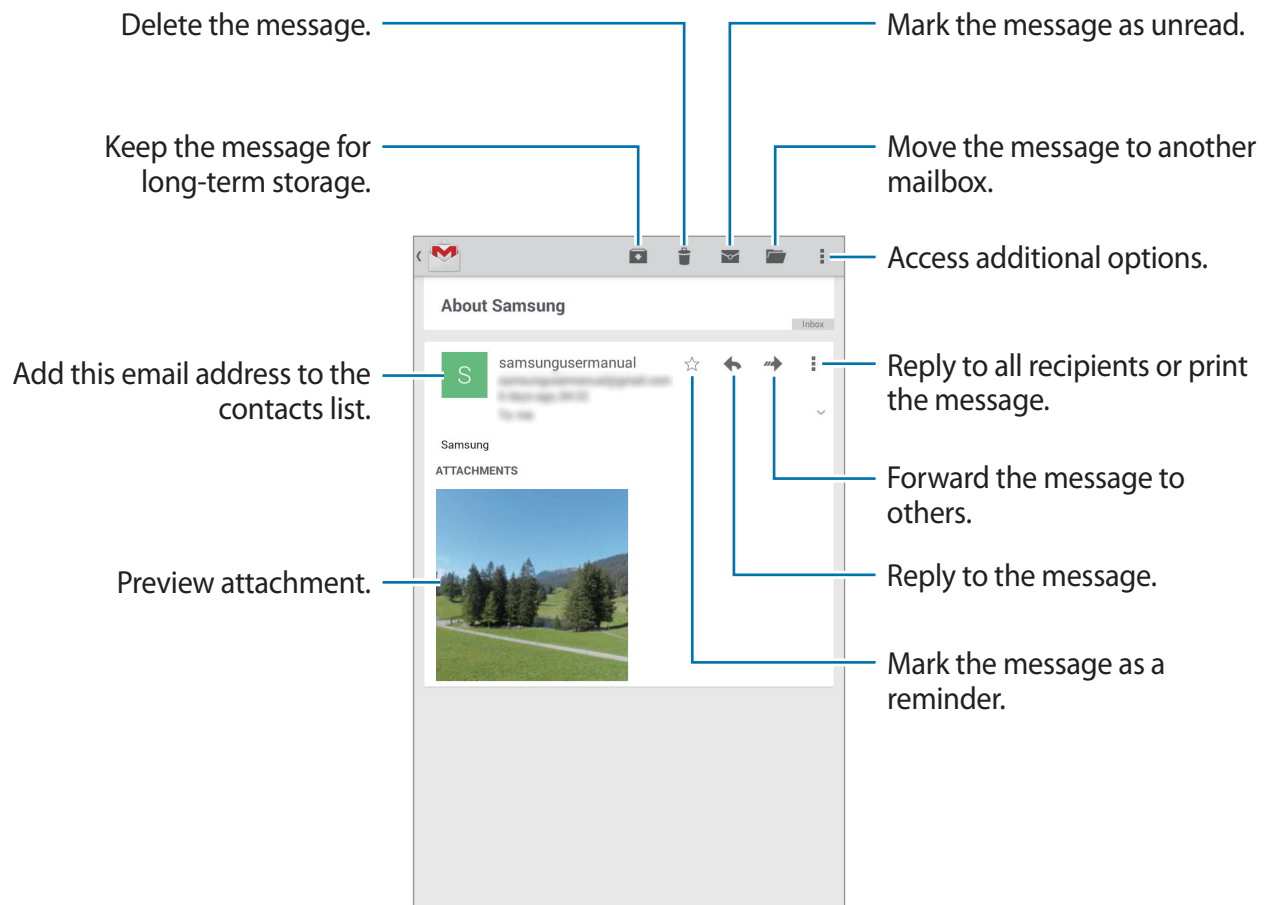 Delete the message.
Mark the message as unread.
Keep the message for
long-term storage.
Move the message to another
mailbox.
Access additional options.
About Samsung
Inbox
Add this email address to the
contacts list.
S
samsungusermanual
Reply to all recipients or print
the message.
Samsung
ATTACHMENTS
Forward the message to
others.
Preview attachment.
Reply to the message.
Mark the message as a
reminder.